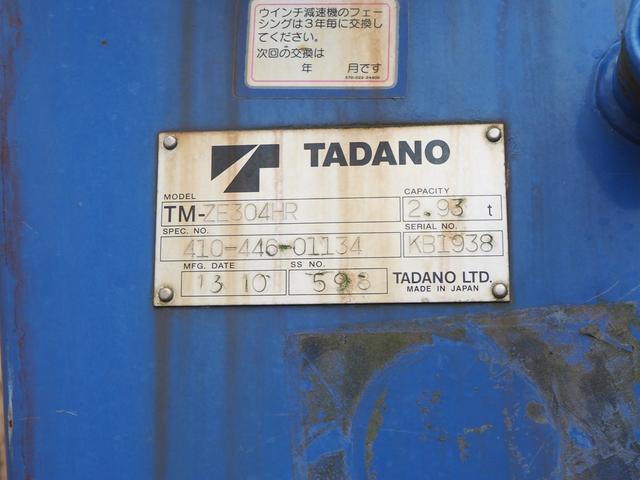 ウインチ減速機のフェー
シングは3年毎に交換し
てください。
次回の交換は
年 月です
TADANO
MODEL CAPACITY
TM-ZE304HR 2.93 t
SPEC. NO. SERIAL NO.
410-446-01134 KB1938
MFG. DATE SS NO.
13 10 598
TADANO LTD.
MADE IN JAPAN